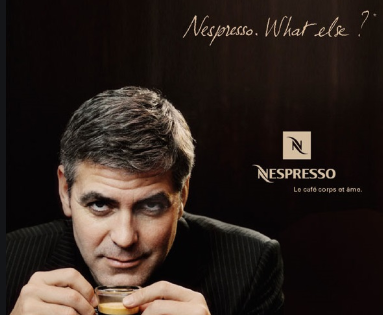 Nespresso. What else ?
N
NESPRESSO
Le café corps et âme.